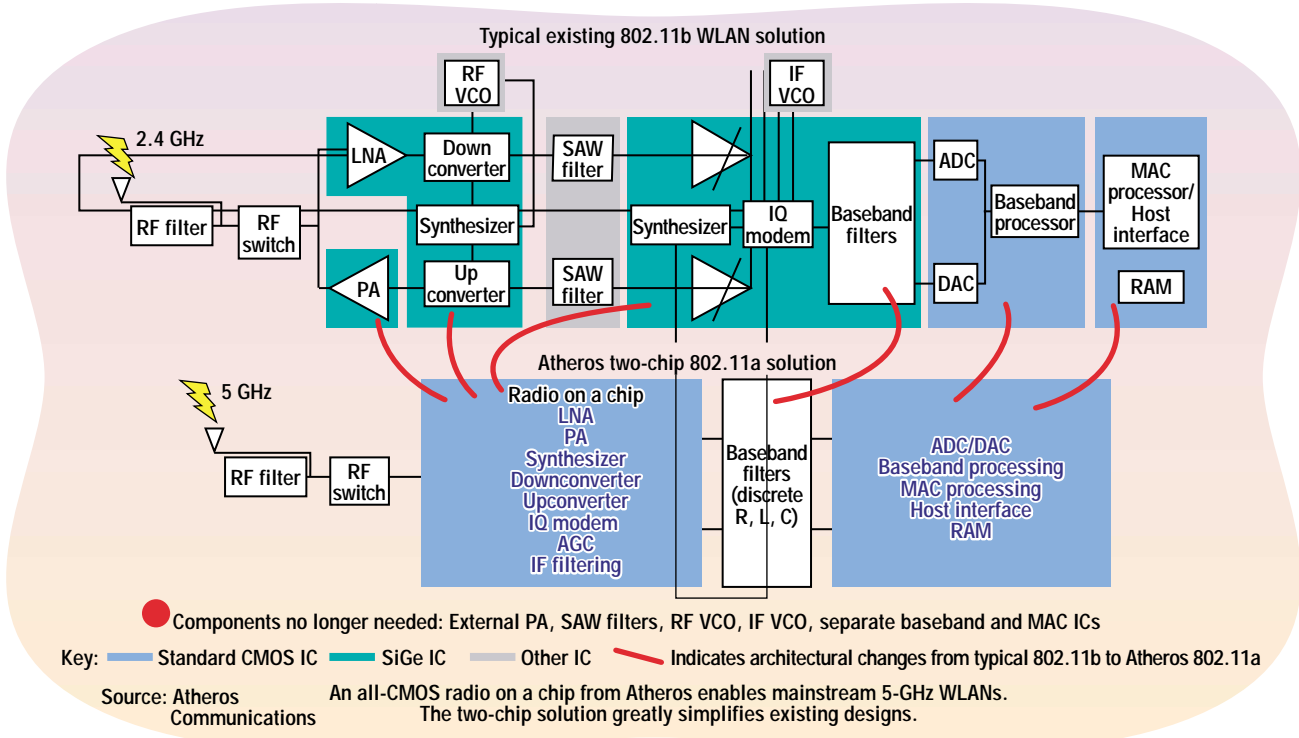 Typical existing 802.11b WLAN solution
RF
VCO
IF
VCO
2.4 GHz
LNA
Down
converter
SAW
filter
ADC
MAC
processor/
Host
interface
RF filter
RF
switch
Synthesizer
Synthesizer
IQ
modem
Baseband
filters
Baseband
processor
PA
Up
converter
SAW
filter
DAC
RAM
Atheros two-chip 802.11a solution
5 GHz
RF filter
RF
switch
Radio on a chip
LNA
PA
Synthesizer
Downconverter
Upconverter
IQ modem
AGC
IF filtering
Baseband
filters
(discrete
R, L, C)
ADC/DAC
Baseband processing
MAC processing
Host interface
RAM
Components no longer needed: External PA, SAW filters, RF VCO, IF VCO, separate baseband and MAC ICs
Key: Standard CMOS IC SiGe IC Other IC Indicates architectural changes from typical 802.11b to Atheros 802.11a
Source: Atheros
Communications
An all-CMOS radio on a chip from Atheros enables mainstream 5-GHz WLANs.
The two-chip solution greatly simplifies existing designs.